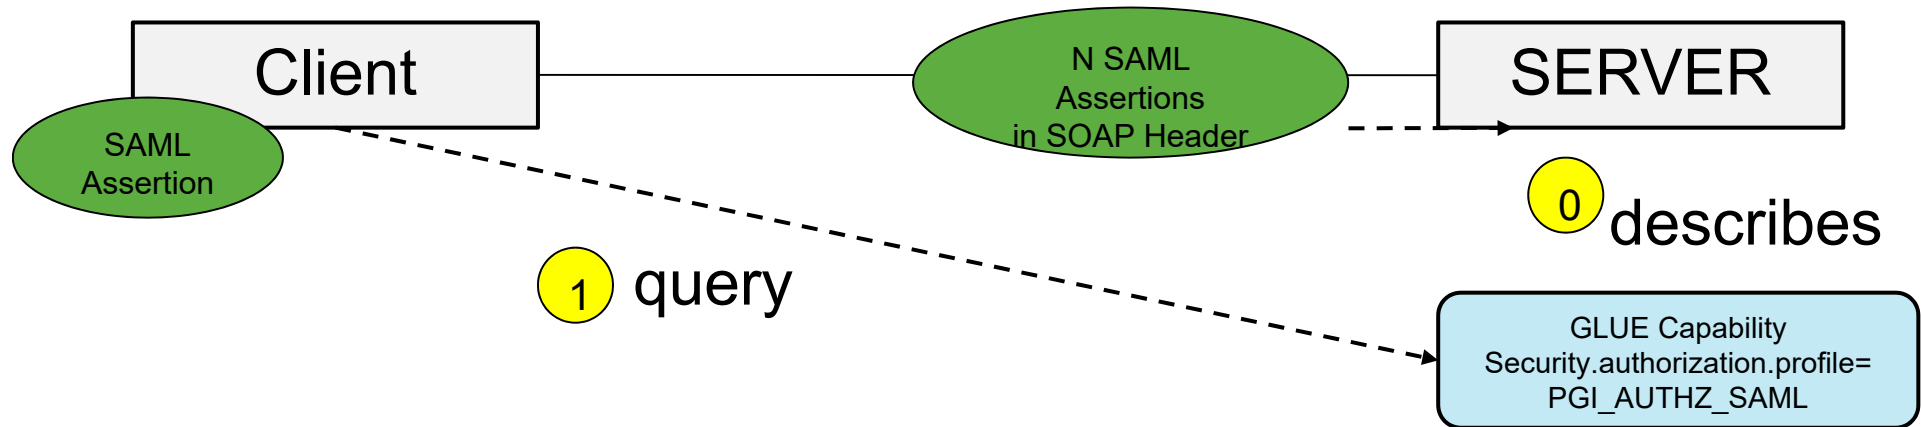 Client
N SAML
Assertions
in SOAP Header
SERVER
SAML
Assertion
0
describes
1
query
GLUE Capability
Security.authorization.profile=
PGI_AUTHZ_SAML